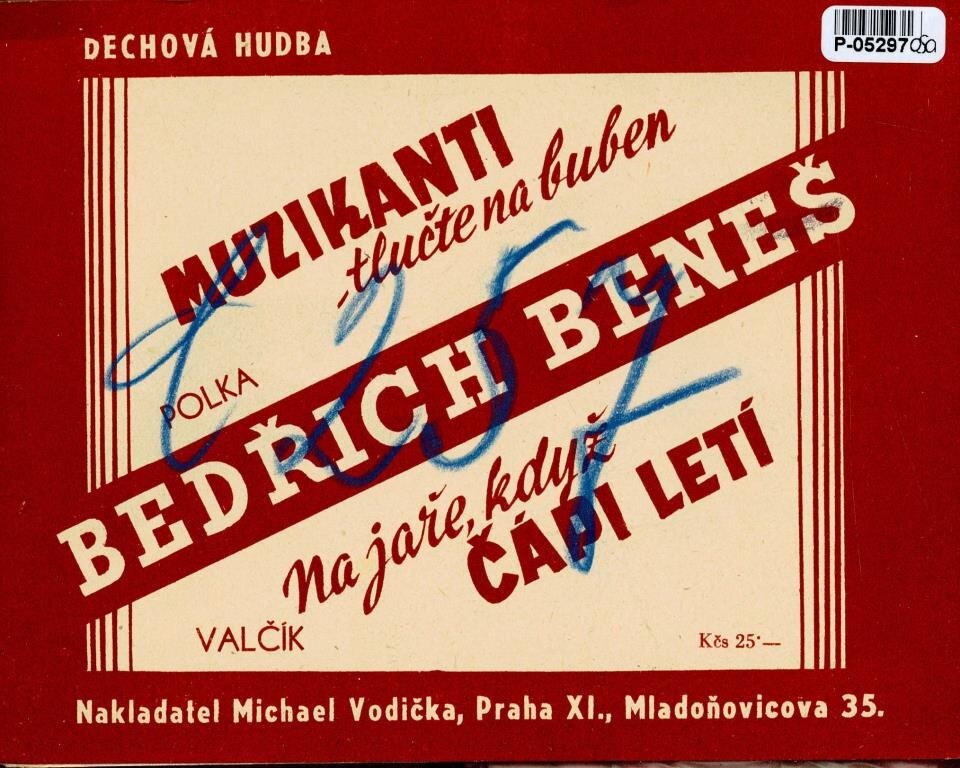 DECHOVÁ HUDBA
P-05297
MUZIKANTI
-tlučte na buben
POLKA
BEDŘICH BENEŠ
Na jaře, když
ČÁPI LETÍ
VALČÍK
Kčs 25·—
Nakladatel Michael Vodička, Praha XI., Mladoňovicova 35.